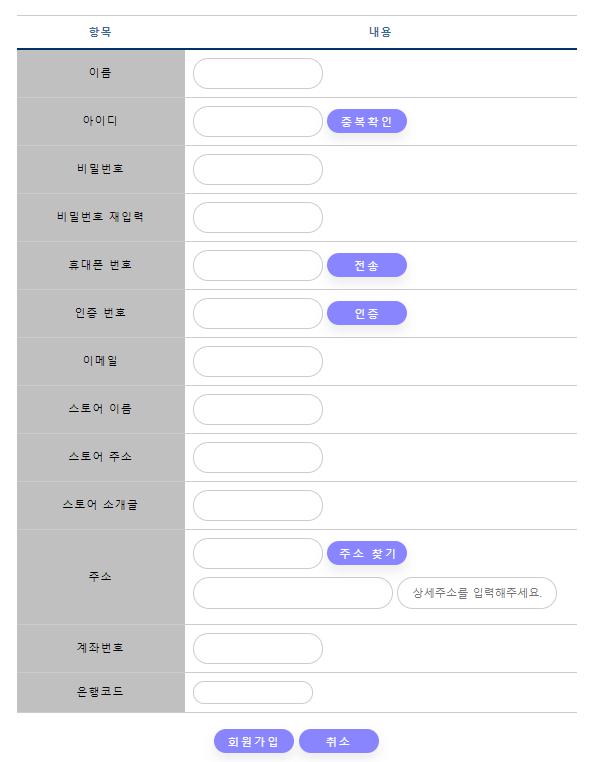 항목 내용
이름
아이디 중복확인
비밀번호
비밀번호 재입력
휴대폰 번호 전송
인증 번호 인증
이메일
스토어 이름
스토어 주소
스토어 소개글
주소 주소 찾기
상세주소를 입력해주세요.
계좌번호
은행코드
회원가입 취소